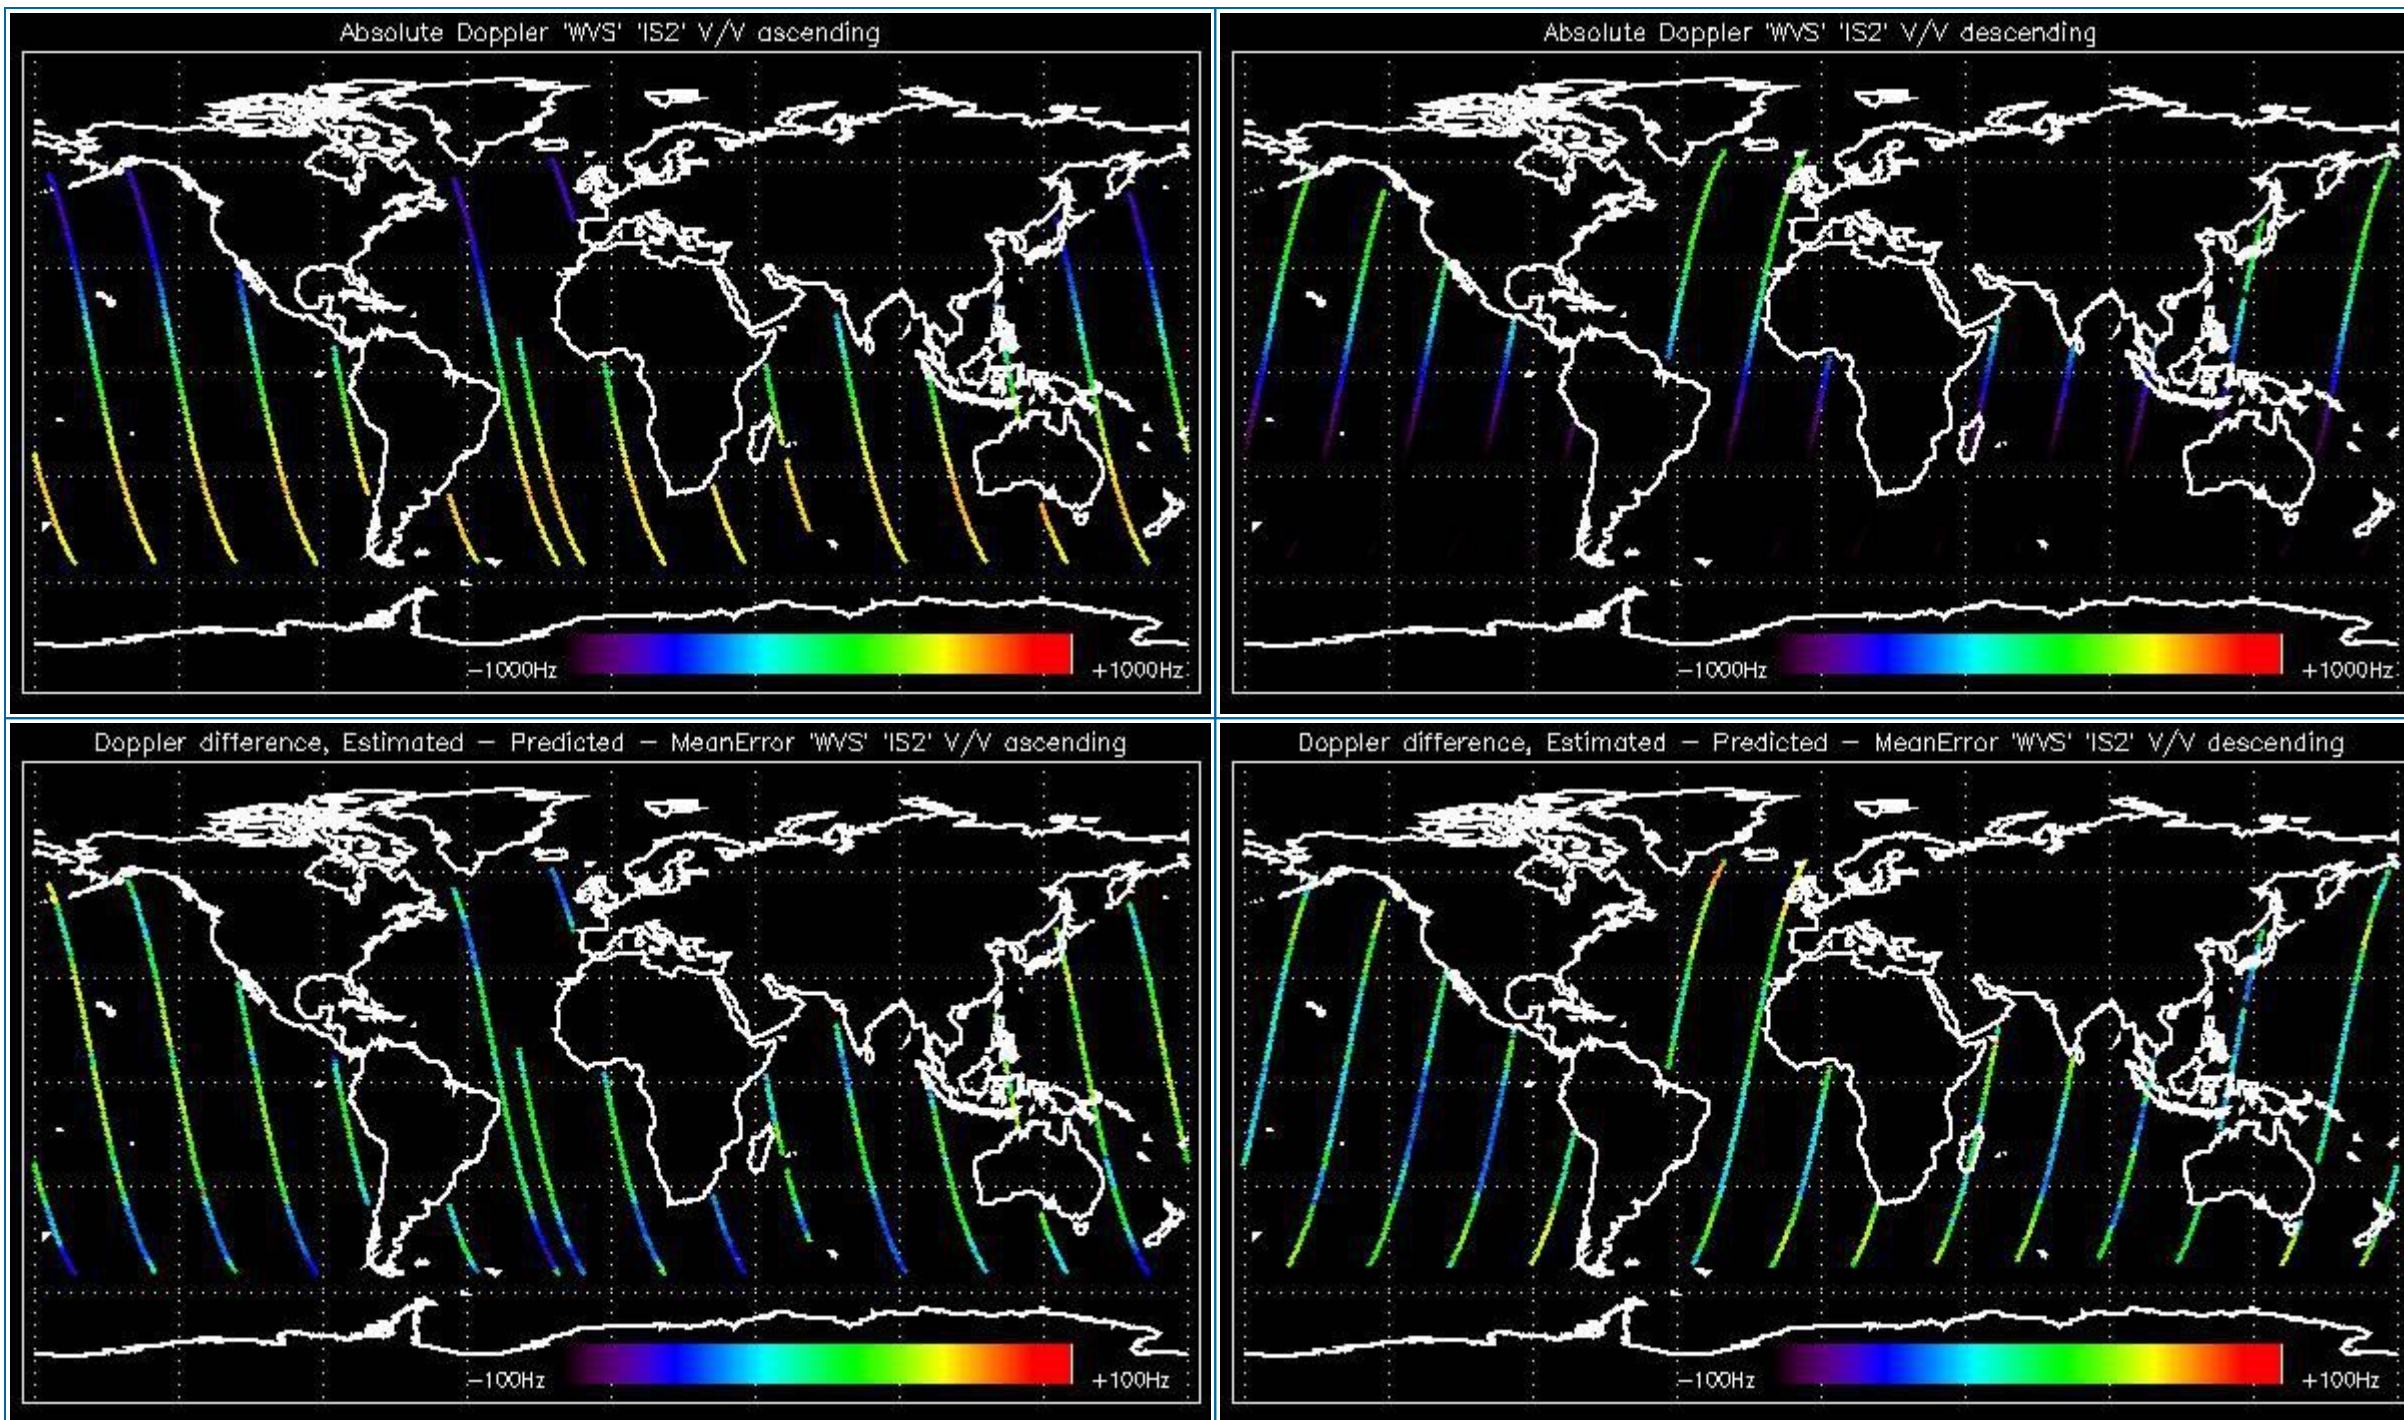 Absolute Doppler 'WVS' 'IS2' V/V ascending
-1000Hz
+1000Hz
Absolute Doppler 'WVS' 'IS2' V/V descending
-1000Hz
+1000Hz
Doppler difference, Estimated - Predicted - MeanError 'WVS' 'IS2' V/V ascending
-100Hz
+100Hz
Doppler difference, Estimated - Predicted - MeanError 'WVS' 'IS2' V/V descending
-100Hz
+100Hz